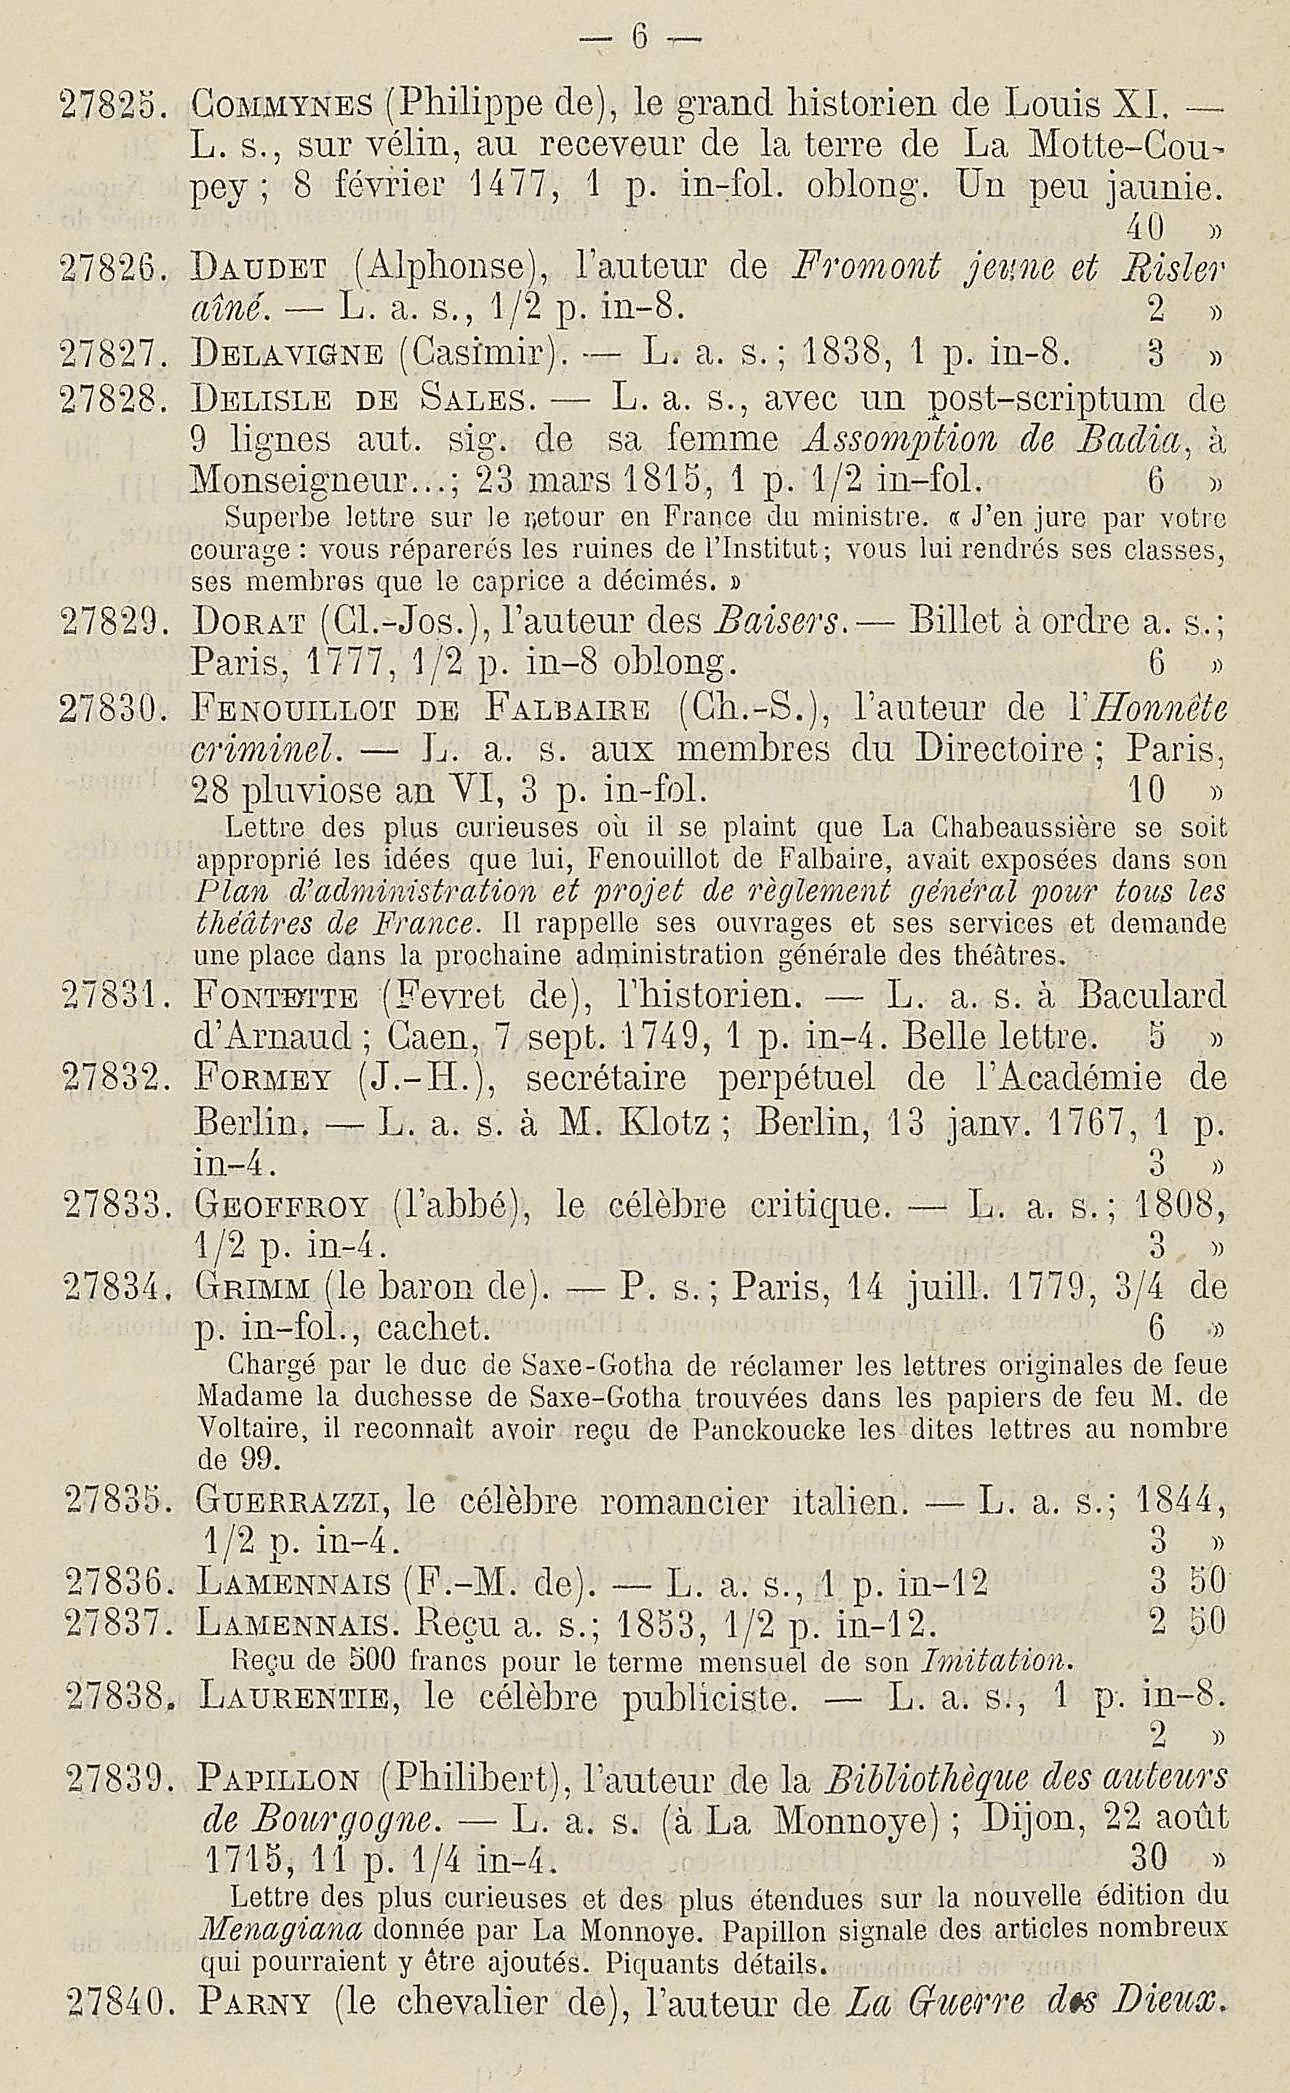 — 6 —
27825. COMMYNES (Philippe de), le grand historien de Louis XI. —
L. s., sur vélin, au receveur de la terre de La Motte-Cou-
pey ; 8 février 1477, 1 p. in-fol. oblong. Un peu jaunie.
40 »
27826. DAUDET (Alphonse), l'auteur de Fromont jeune et Risler
aîné. — L. a. s., 1/2 p. in-8. 2 »
27827. DELAVIGNE (Casimir). — L. a. s. ; 1838, 1 p. in-8. 3 »
27828. DELISLE DE SALES. — L. a. s., avec un post-scriptum de
9 lignes aut. sig. de sa femme Assomption de Badia, à
Monseigneur...; 23 mars 1815, 1 p. 1/2 in-fol. 6 »
Superbe lettre sur le retour en France du ministre. « J'en jure par votre
courage : vous réparerés les ruines de l'Institut ; vous lui rendrés ses classes,
ses membres que le caprice a décimés. »
27829. DORAT (Cl.-Jos.), l'auteur des Baisers. — Billet à ordre a. s. ;
Paris, 1777, 1/2 p. in-8 oblong. 6 »
27830. FENOUILLOT DE FALBAIRE (Ch.-S.), l'auteur de l'Honnête
criminel. — L. a. s. aux membres du Directoire ; Paris,
28 pluviose an VI, 3 p. in-fol. 10 »
Lettre des plus curieuses où il se plaint que La Chabeaussière se soit
approprié les idées que lui, Fenouillot de Falbaire, avait exposées dans son
Plan d'administration et projet de règlement général pour tous les
théâtres de France. Il rappelle ses ouvrages et ses services et demande
une place dans la prochaine administration générale des théâtres.
27831. FONTETTE (Fevret de), l'historien. — L. a. s. à Baculard
d'Arnaud ; Caen, 7 sept. 1749, 1 p. in-4. Belle lettre. 5 »
27832. FORMEY (J.-H.), secrétaire perpétuel de l'Académie de
Berlin. — L. a. s. à M. Klotz ; Berlin, 13 janv. 1767, 1 p.
in-4. 3 »
27833. GEOFFROY (l'abbé), le célèbre critique. — L. a. s. ; 1808,
1/2 p. in-4. 3 »
27834. GRIMM (le baron de). — P. s. ; Paris, 14 juill. 1779, 3/4 de
p. in-fol., cachet. 6 »
Chargé par le duc de Saxe-Gotha de réclamer les lettres originales de feue
Madame la duchesse de Saxe-Gotha trouvées dans les papiers de feu M. de
Voltaire, il reconnaît avoir reçu de Panckoucke les dites lettres au nombre
de 99.
27835. GUERRAZZI, le célèbre romancier italien. — L. a. s.; 1844,
1/2 p. in-4. 3 »
27836. LAMENNAIS (F.-M. de). — L. a. s., 1 p. in-12 3 50
27837. LAMENNAIS. Reçu a. s. ; 1853, 1/2 p. in-12. 2 50
Reçu de 500 francs pour le terme mensuel de son Imitation.
27838. LAURENTIE, le célèbre publiciste. — L. a. s., 1 p. in-8.
2 »
27839. PAPILLON (Philibert), l'auteur de la Bibliothèque des auteurs
de Bourgogne. — L. a. s. (à La Monnoye) ; Dijon, 22 août
1715, 11 p. 1/4 in-4. 30 »
Lettre des plus curieuses et des plus étendues sur la nouvelle édition du
Menagiana donnée par La Monnoye. Papillon signale des articles nombreux
qui pourraient y être ajoutés. Piquants détails.
27840. PARNY (le chevalier de), l'auteur de La Guerre des Dieux.